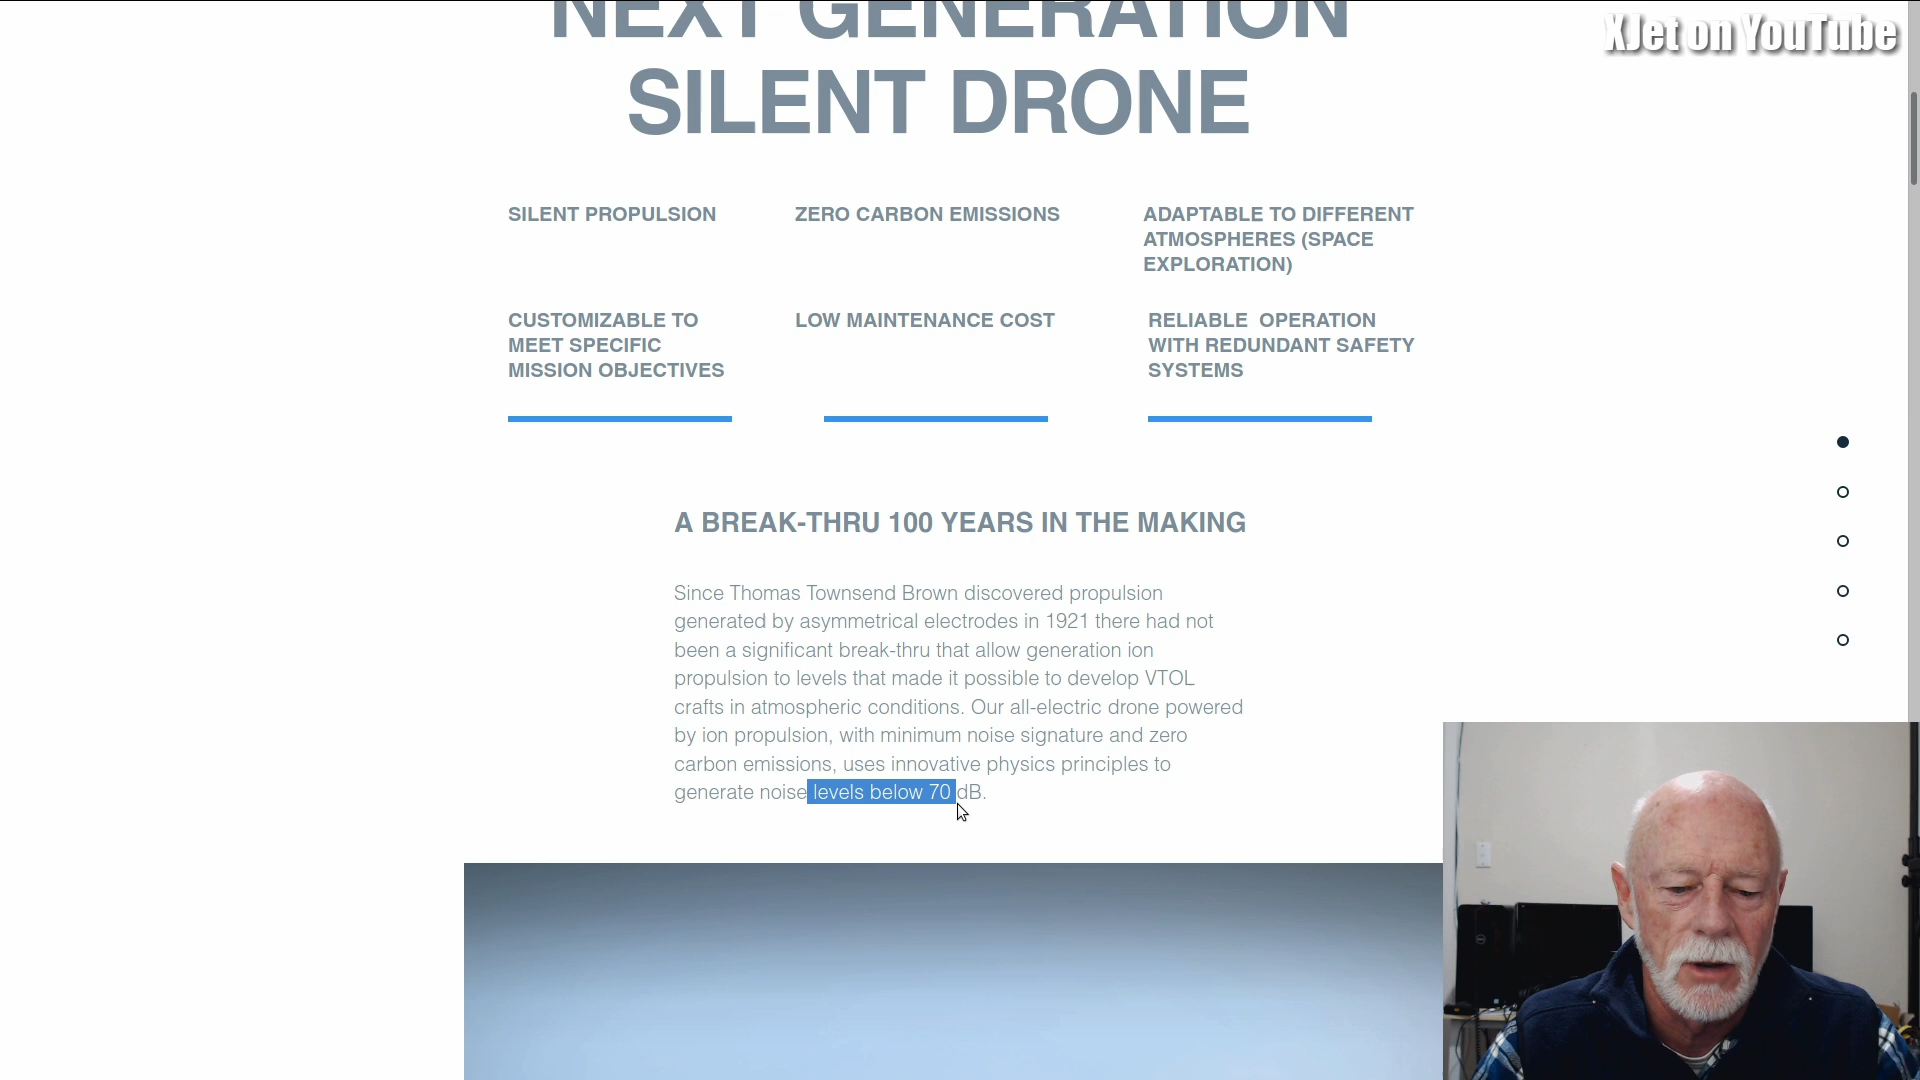 NEXT GENERATION
XJet on YouTube
SILENT DRONE
SILENT PROPULSION
ZERO CARBON EMISSIONS
ADAPTABLE TO DIFFERENT
ATMOSPHERES (SPACE
EXPLORATION)
CUSTOMIZABLE TO
MEET SPECIFIC
MISSION OBJECTIVES
LOW MAINTENANCE COST
RELIABLE OPERATION
WITH REDUNDANT SAFETY
SYSTEMS
A BREAK-THRU 100 YEARS IN THE MAKING
Since Thomas Townsend Brown discovered propulsion
generated by asymmetrical electrodes in 1921 there had not
been a significant break-thru that allow generation ion
propulsion to levels that made it possible to develop VTOL
crafts in atmospheric conditions. Our all-electric drone powered
by ion propulsion, with minimum noise signature and zero
carbon emissions, uses innovative physics principles to
generate noise levels below 70 dB.